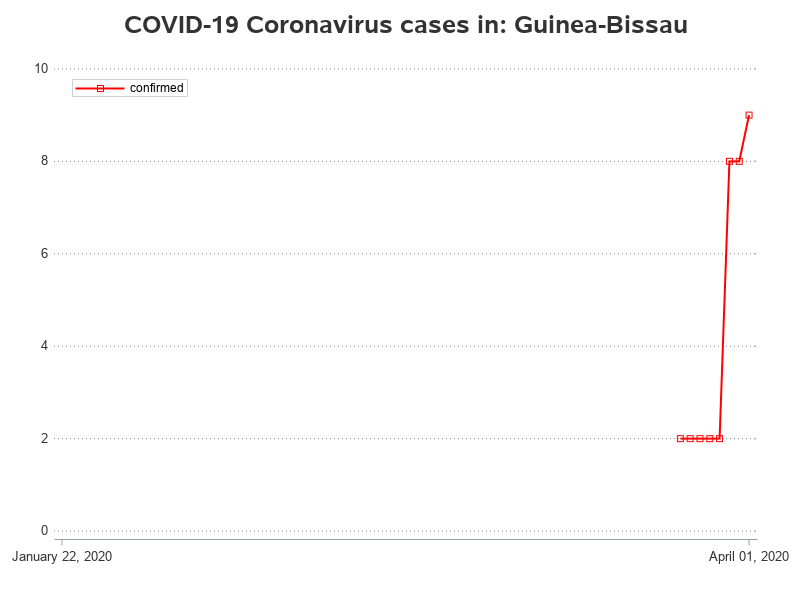 COVID-19 Coronavirus cases in: Guinea-Bissau
10
confirmed
8
6
4
2
0
January 22, 2020
April 01, 2020